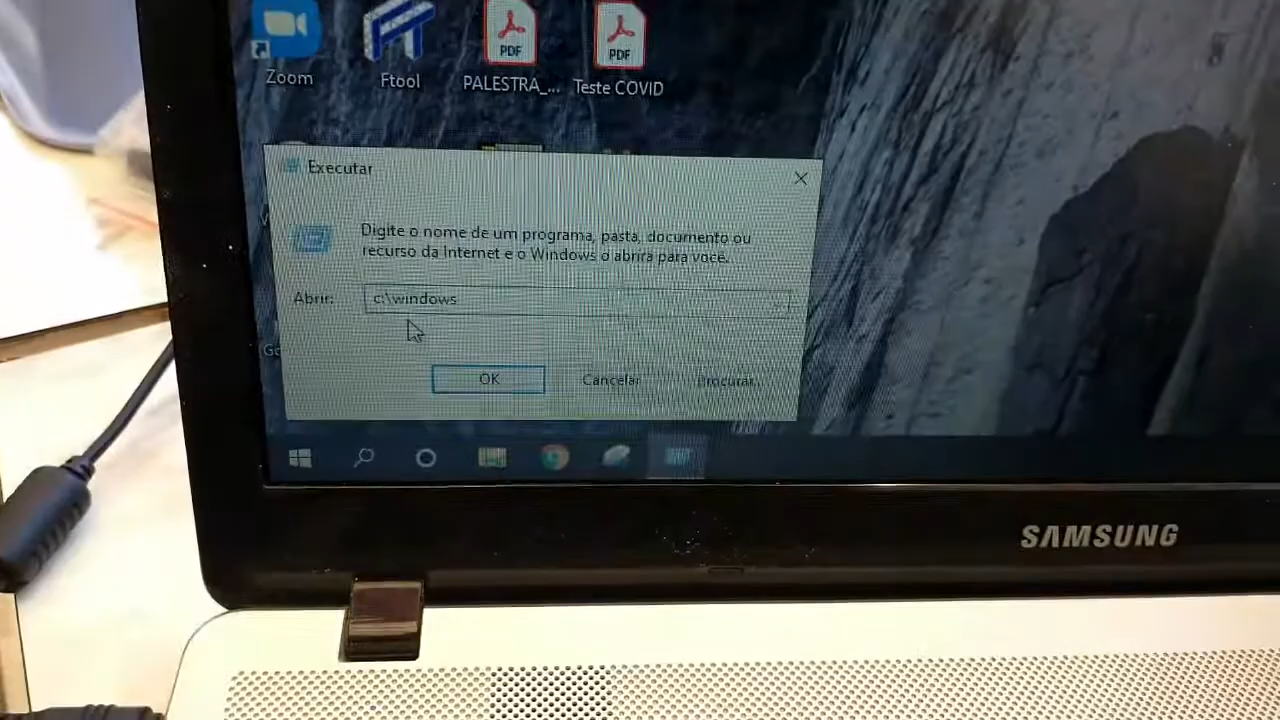 Zoom
Ftool
PDF
PALESTRA_...
PDF
Teste COVID
Executar
Digite o nome de um programa, pasta, documento ou
recurso da Internet e o Windows o abrirá para você.
Abrir:
c:\windows
OK
Cancelar
Procurar...
SAMSUNG